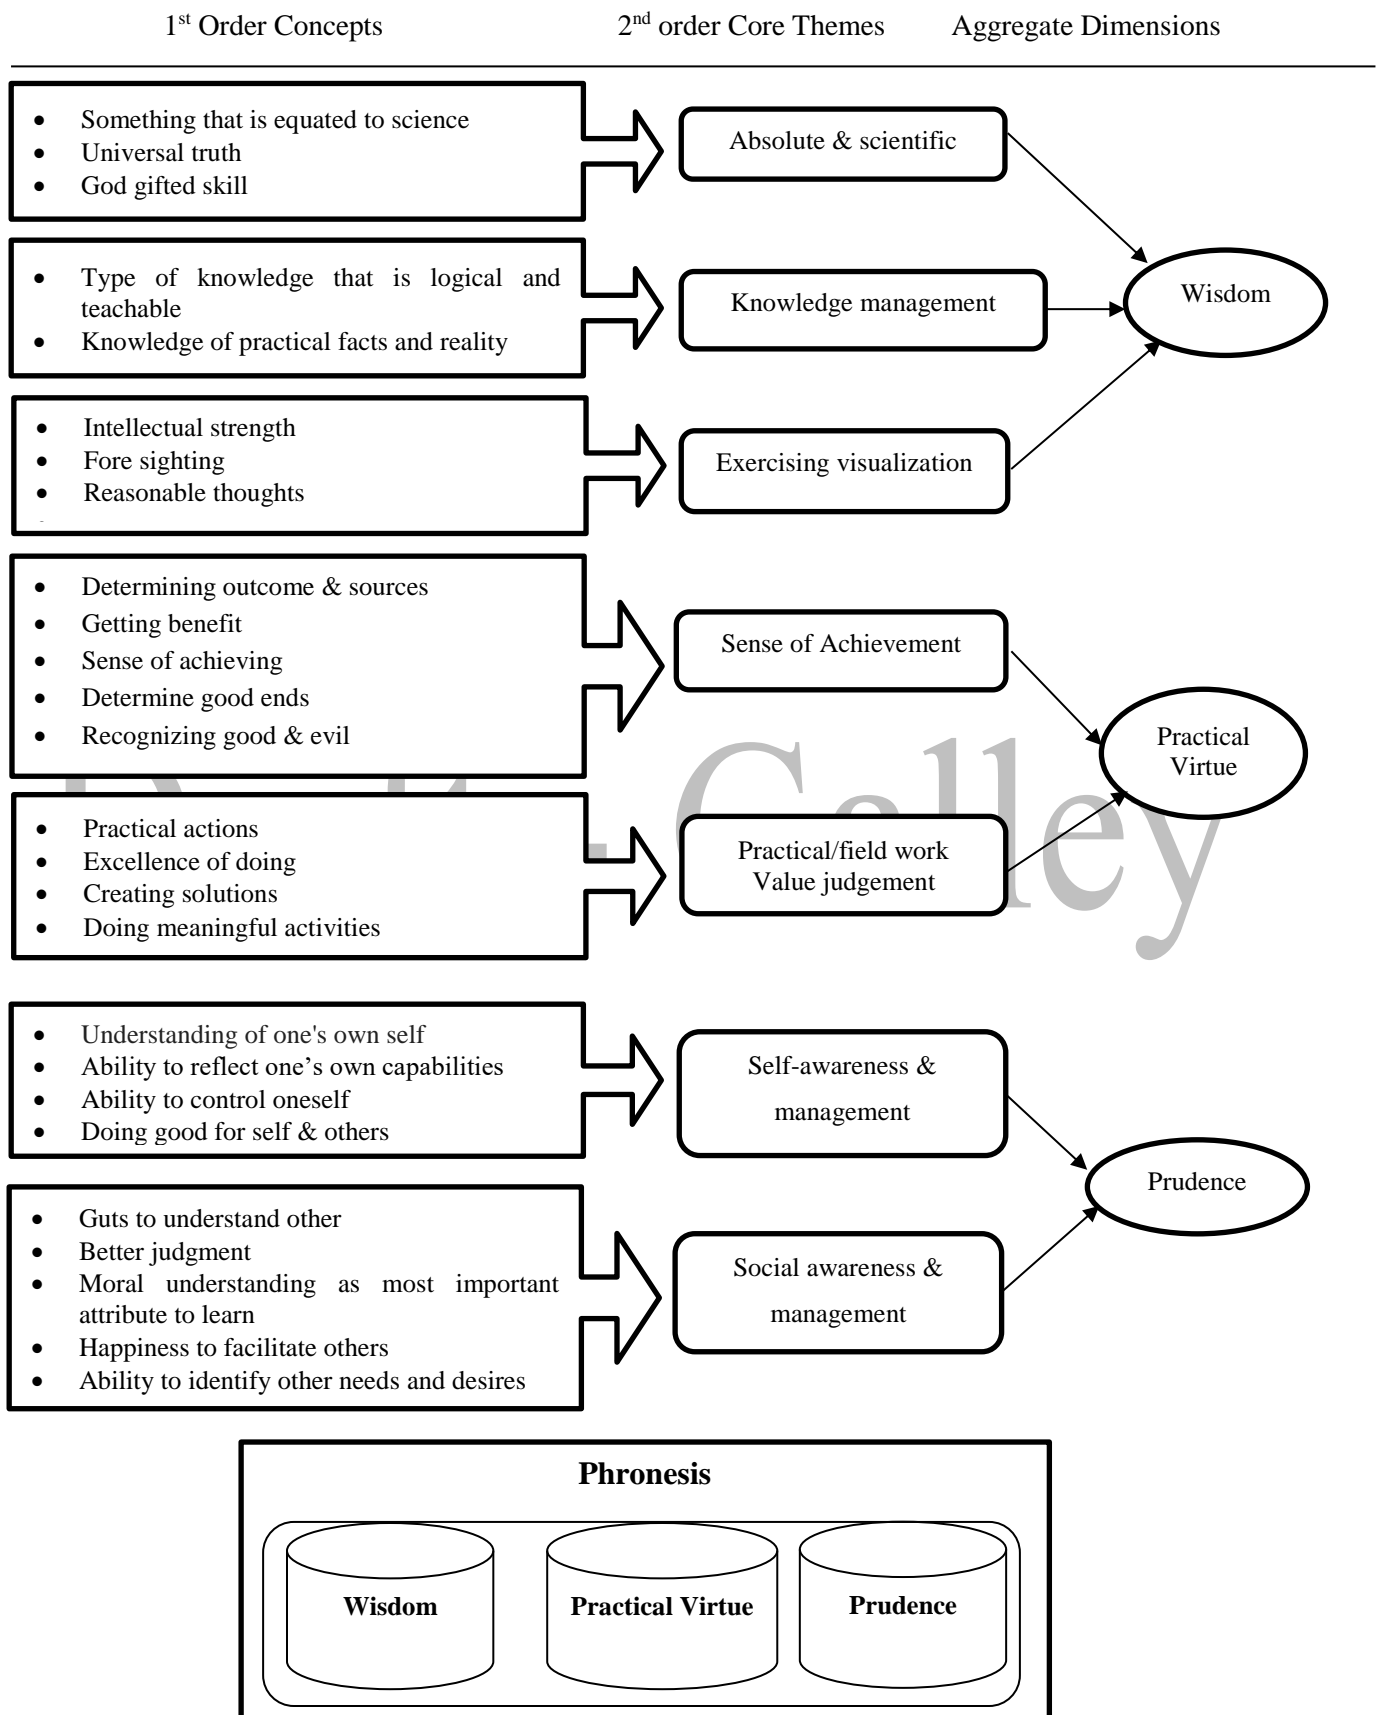 1st Order Concepts 2nd order Core Themes Aggregate Dimensions
• Something that is equated to science
• Universal truth
• God gifted skill
Absolute & scientific
• Type of knowledge that is logical and
teachable
• Knowledge of practical facts and reality
Knowledge management
Wisdom
• Intellectual strength
• Fore sighting
• Reasonable thoughts
Exercising visualization
• Determining outcome & sources
• Getting benefit
• Sense of achieving
• Determine good ends
• Recognizing good & evil
Sense of Achievement
Practical
Virtue
• Practical actions
• Excellence of doing
• Creating solutions
• Doing meaningful activities
Practical/field work
Value judgement
• Understanding of one's own self
• Ability to reflect one’s own capabilities
• Ability to control oneself
• Doing good for self & others
Self-awareness &
management
Prudence
• Guts to understand other
• Better judgment
• Moral understanding as most important
attribute to learn
• Happiness to facilitate others
• Ability to identify other needs and desires
Social awareness &
management
Phronesis
Wisdom
Practical Virtue
Prudence